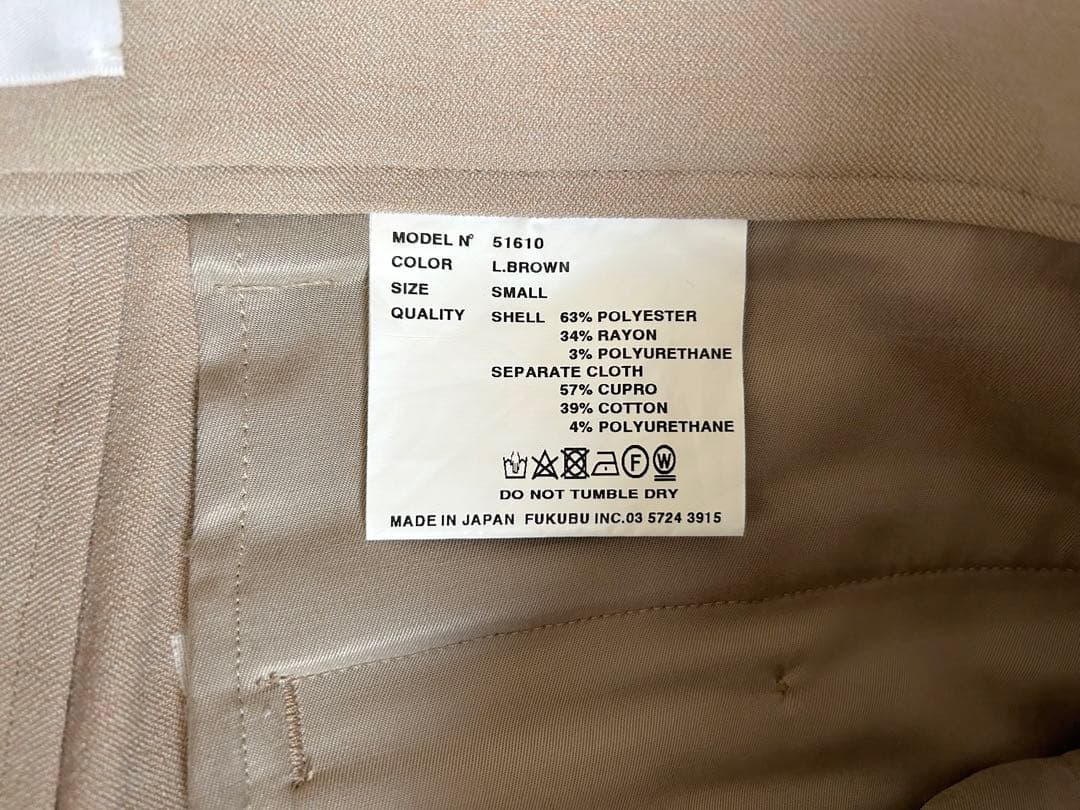 MODEL Nº 51610
COLOR L.BROWN
SIZE SMALL
QUALITY SHELL 63% POLYESTER
34% RAYON
3% POLYURETHANE
SEPARATE CLOTH
57% CUPRO
39% COTTON
4% POLYURETHANE
F W
DO NOT TUMBLE DRY
MADE IN JAPAN FUKUBU INC.03 5724 3915